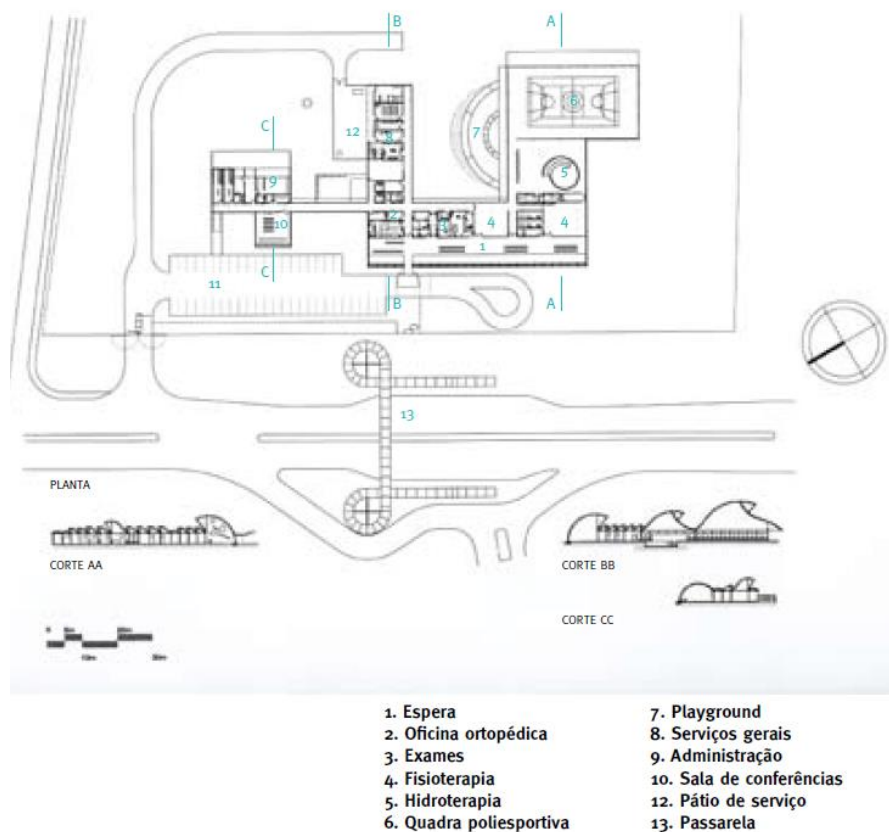 B
A
6
7
12
8
C
5
9
2
3
4
4
10
1
C
11
B
A
13
PLANTA
CORTE AA
CORTE BB
CORTE CC
1. Espera
2. Oficina ortopédica
3. Exames
4. Fisioterapia
5. Hidroterapia
6. Quadra poliesportiva
7. Playground
8. Serviços gerais
9. Administração
10. Sala de conferências
12. Pátio de serviço
13. Passarela